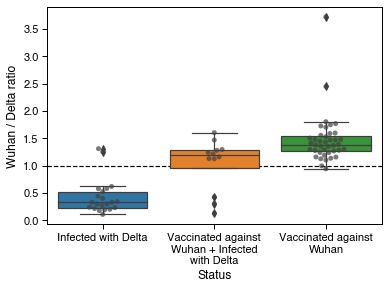 Wuhan / Delta ratio
3.5
3.0
2.5
2.0
1.5
1.0
0.5
0.0
Infected with Delta
Vaccinated against
Wuhan + Infected
with Delta
Vaccinated against
Wuhan
Status